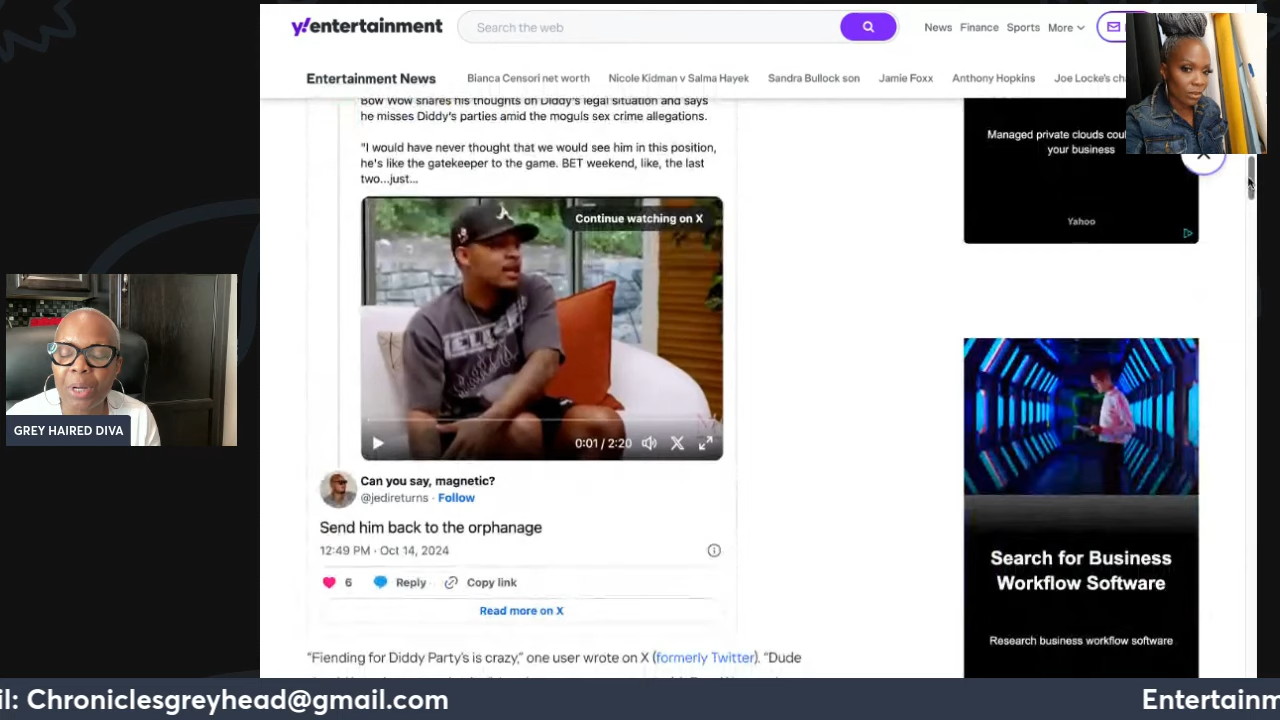 y!entertainment
Search the web
News Finance Sports More
Entertainment News
Bianca Censori net worth
Nicole Kidman v Salma Hayek
Sandra Bullock son
Jamie Foxx
Anthony Hopkins
Joe Locke's
Bow Wow shares his thoughts on Diddy's legal situation and says
he misses Diddy's parties amid the moguls sex crime allegations.
"I would have never thought that we would see him in this position,
he's like the gatekeeper to the game. BET weekend, like, the last
two...just...
Continue watching on X
0:01 / 2:20
Can you say, magnetic?
@jedireturns · Follow
Send him back to the orphanage
12:49 PM · Oct 14, 2024
6 Reply Copy link
Read more on X
"Fiending for Diddy Party's is crazy," one user wrote on X (formerly Twitter). "Dude
Managed private clouds
your business
Yahoo
Search for Business
Workflow Software
Research business workflow software
GREY HAIRED DIVA
il: Chroniclesgreyhead@gmail.com
Entertainm